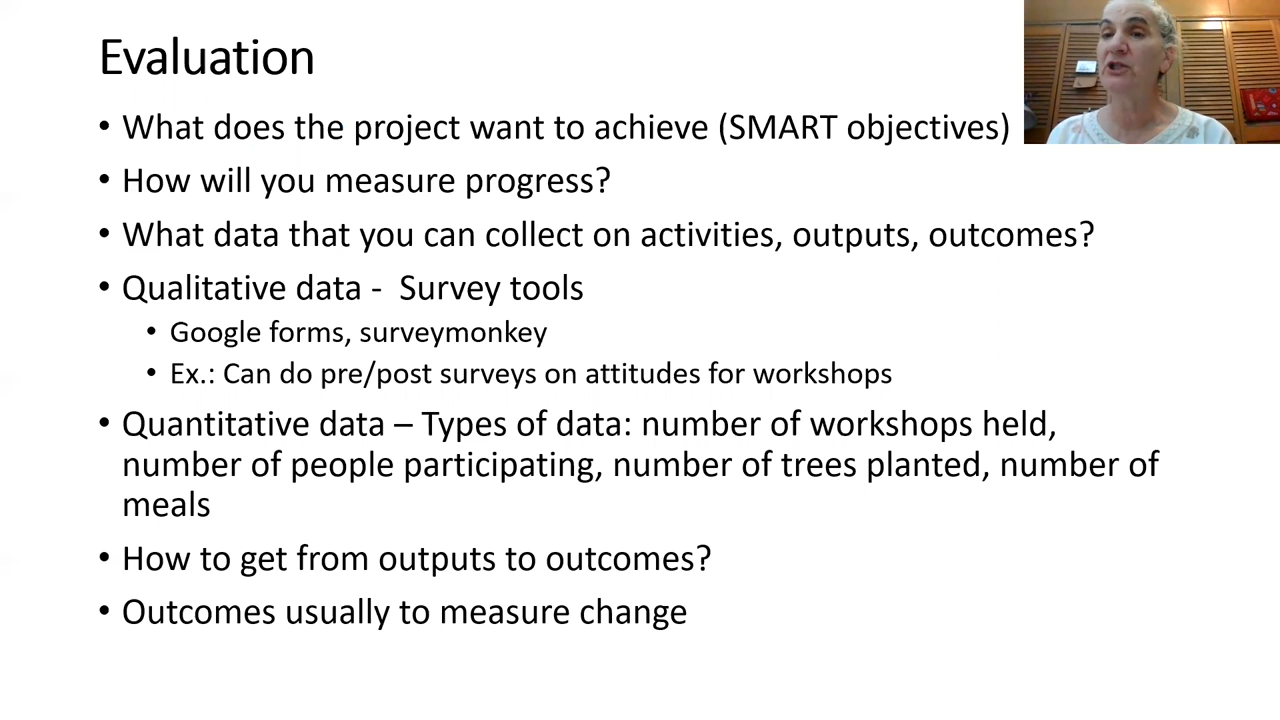 Evaluation
• What does the project want to achieve (SMART objectives)
• How will you measure progress?
• What data that you can collect on activities, outputs, outcomes?
• Qualitative data -  Survey tools
• Google forms, surveymonkey
• Ex.: Can do pre/post surveys on attitudes for workshops
• Quantitative data – Types of data: number of workshops held,
number of people participating, number of trees planted, number of
meals
• How to get from outputs to outcomes?
• Outcomes usually to measure change